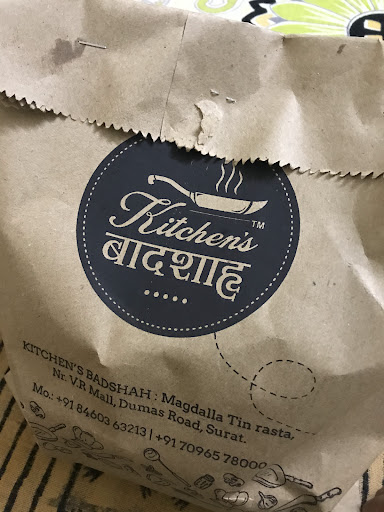 Kitchen's
TM
बादशाह
KITCHEN'S BADSHAH : Magdalla Tin rasta,
Nr. V.R Mall, Dumas Road, Surat.
Mo.: +91 84603 63213 | +91 70965 78000